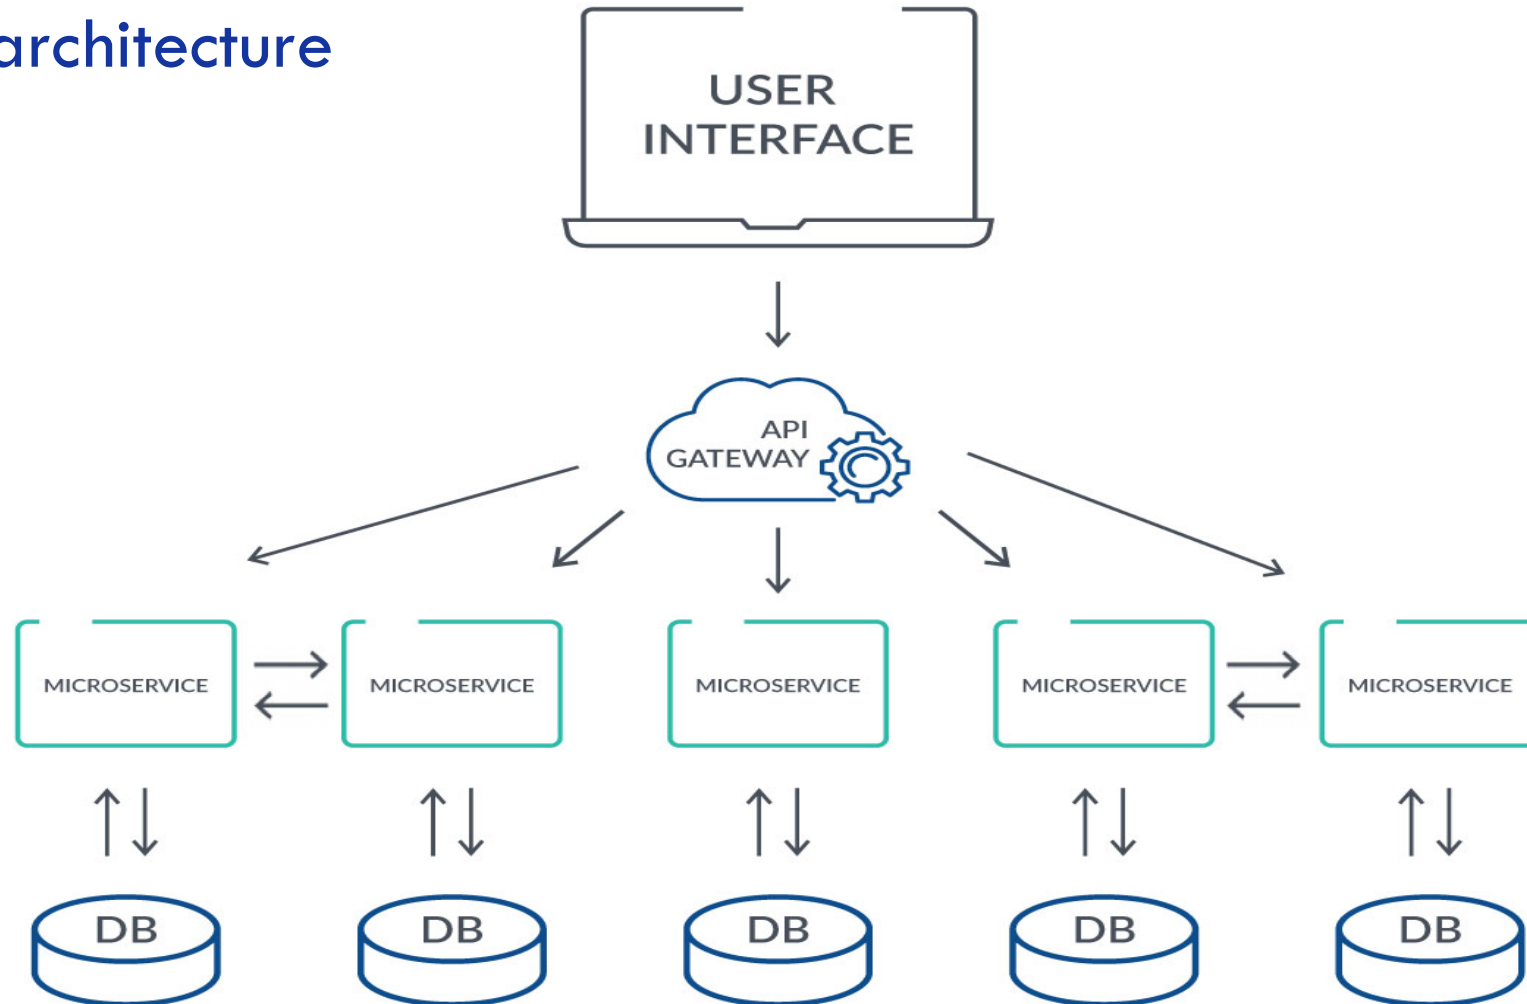 architecture
USER
INTERFACE
API
GATEWAY
MICROSERVICE
MICROSERVICE
MICROSERVICE
MICROSERVICE
MICROSERVICE
DB
DB
DB
DB
DB